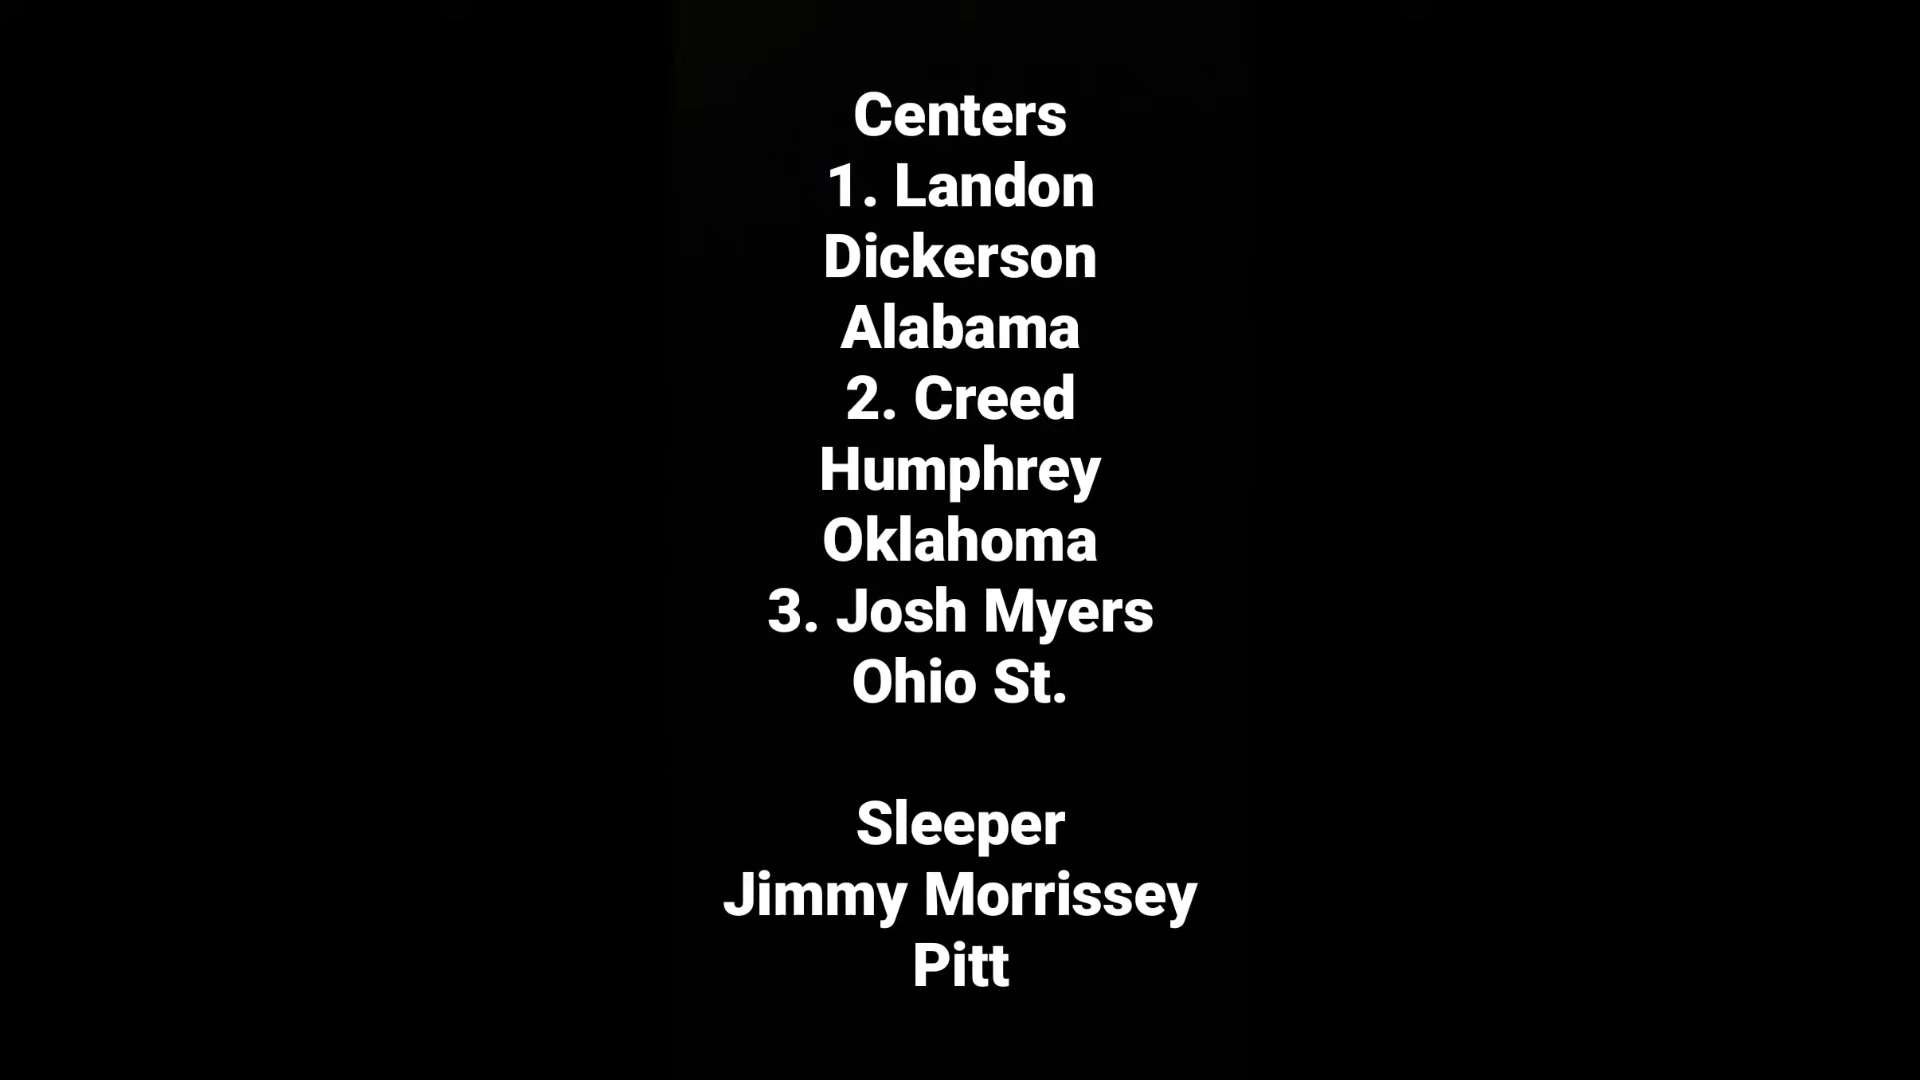 Centers
1. Landon
Dickerson
Alabama
2. Creed
Humphrey
Oklahoma
3. Josh Myers
Ohio St.
Sleeper
Jimmy Morrissey
Pitt